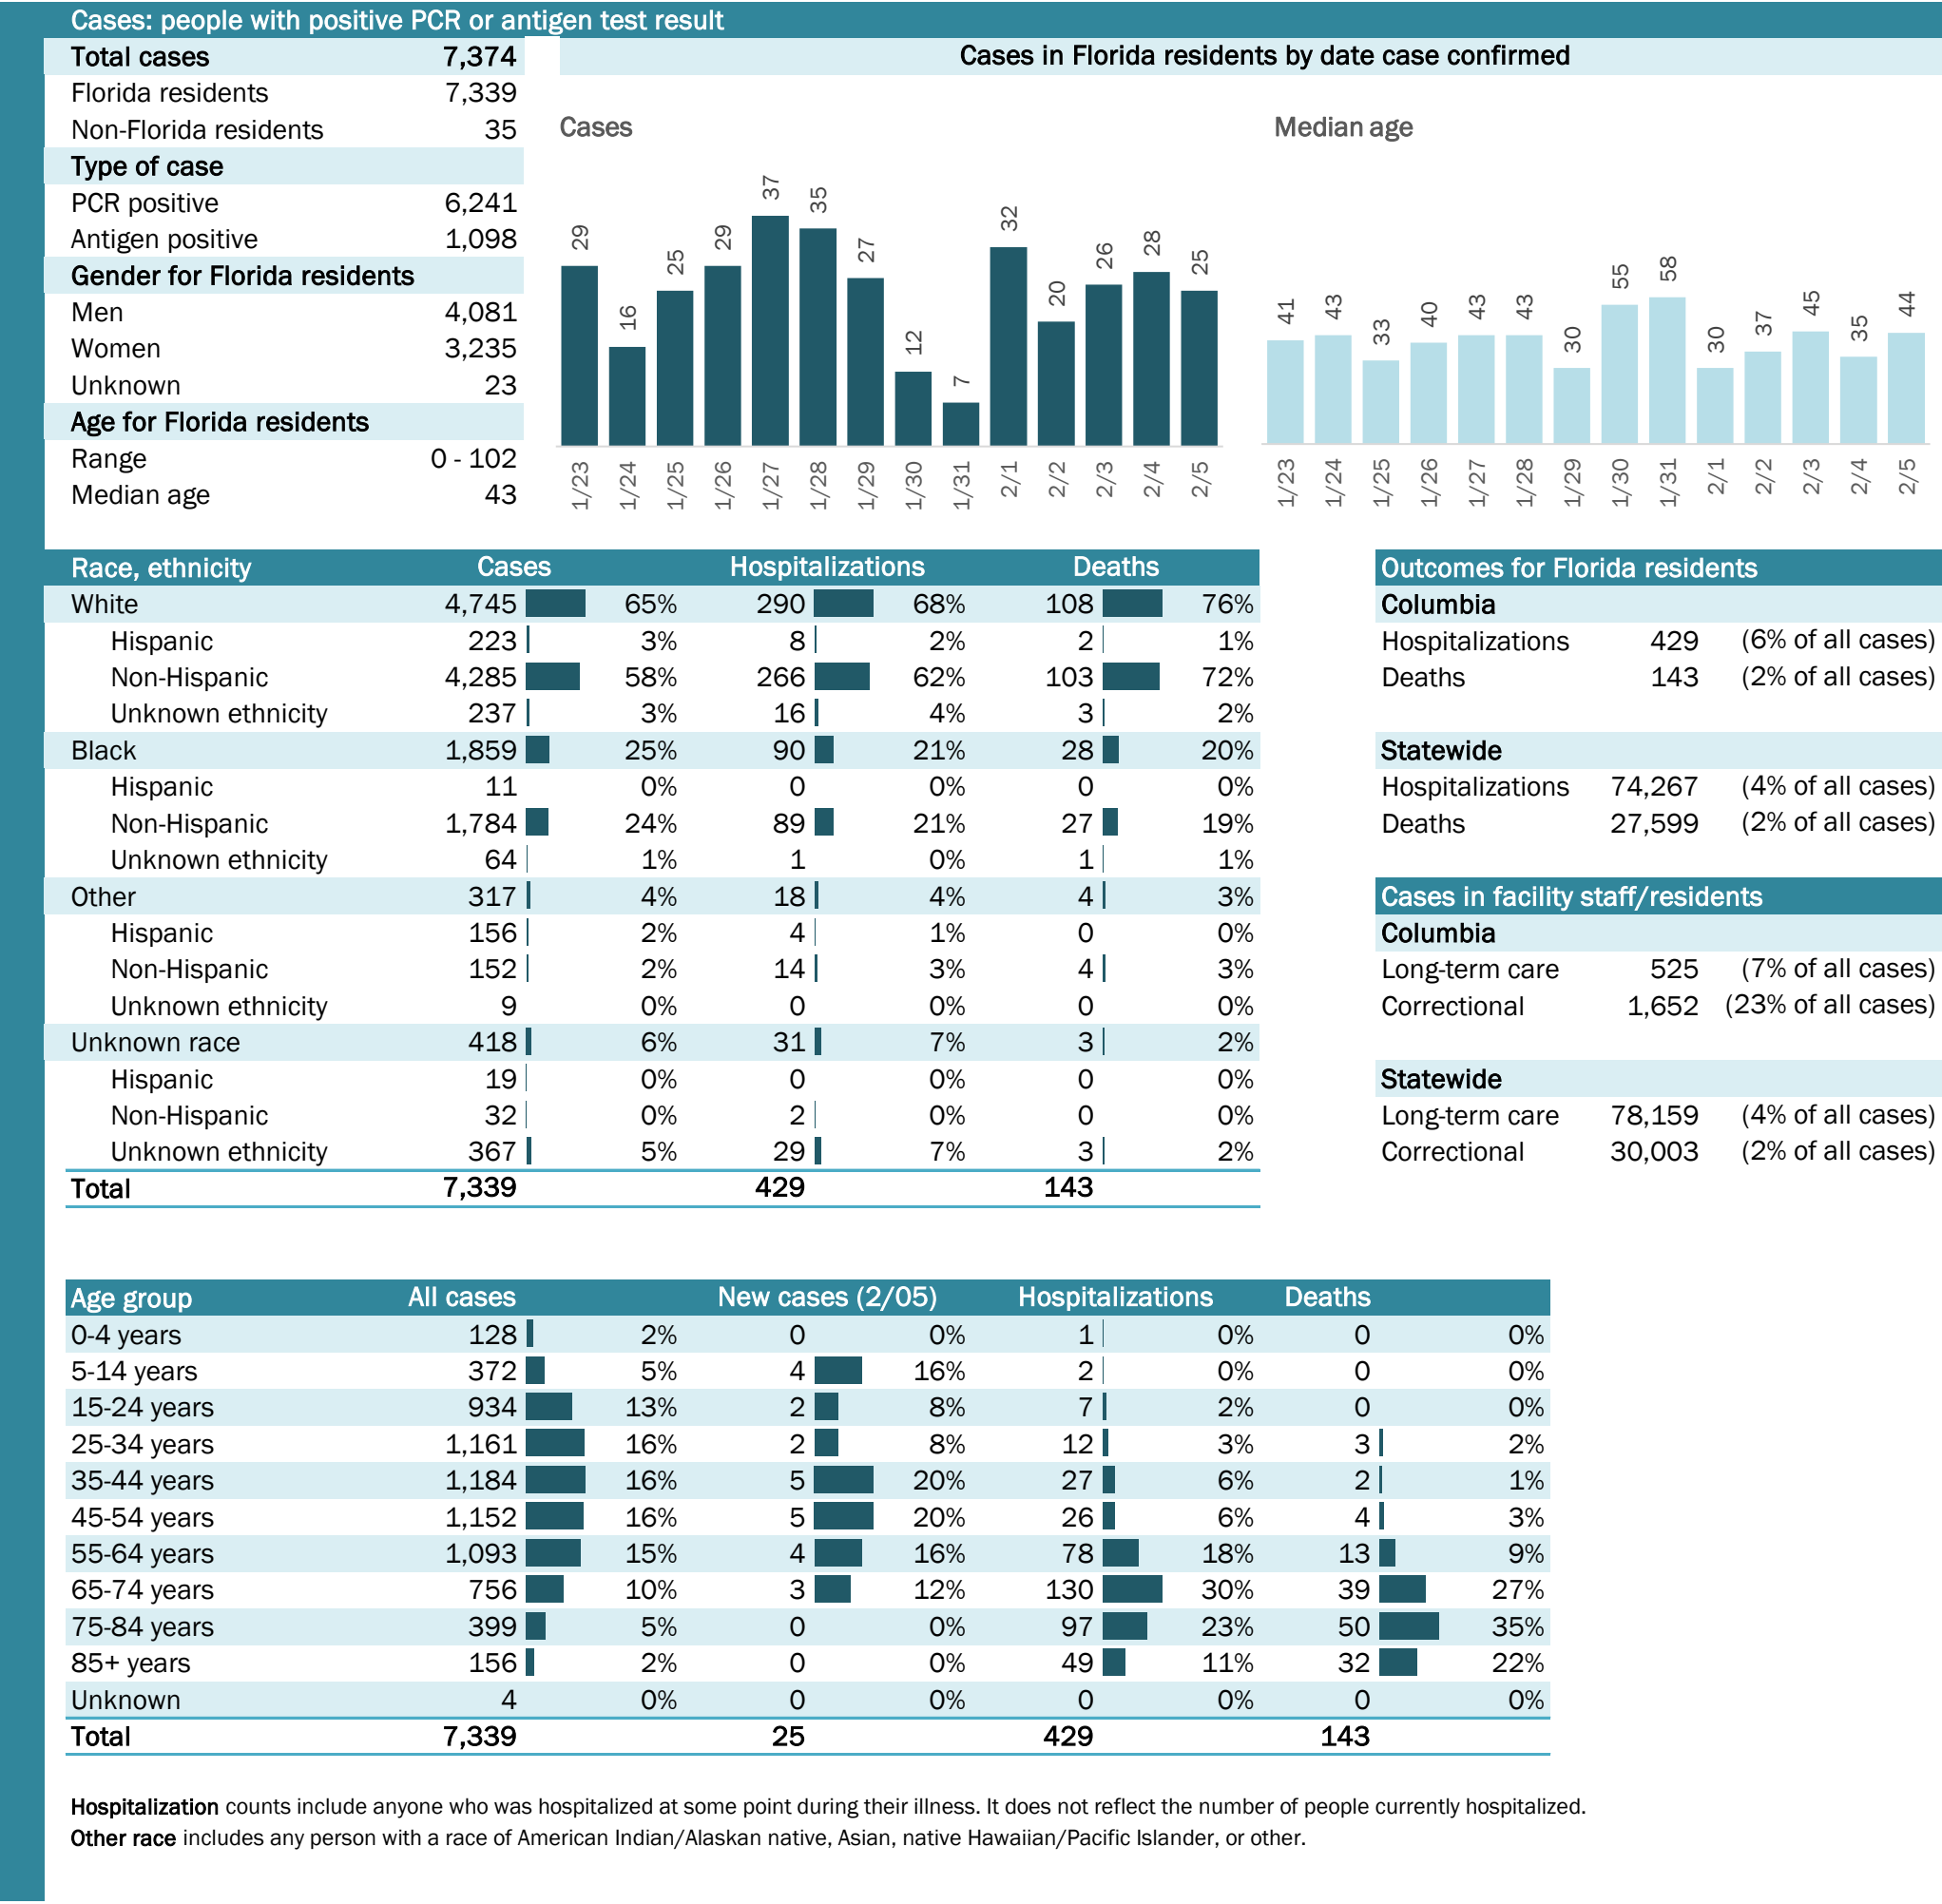 Cases: people with positive PCR or antigen test result
Total cases 7,374
Florida residents 7,339
Non-Florida residents 35
Type of case
PCR positive 6,241
Antigen positive 1,098
Gender for Florida residents
Men 4,081
Women 3,235
Unknown 23
Age for Florida residents
Range 0 - 102
Median age 43
Cases in Florida residents by date case confirmed
Cases
29 16 25 29 37 35 27 12 7 32 20 26 28 25
1/23 1/24 1/25 1/26 1/27 1/28 1/29 1/30 1/31 2/1 2/2 2/3 2/4 2/5
Median age
41 43 33 40 43 43 30 55 58 30 37 45 35 44
1/23 1/24 1/25 1/26 1/27 1/28 1/29 1/30 1/31 2/1 2/2 2/3 2/4 2/5
Race, ethnicity Cases Hospitalizations Deaths
White 4,745 65% 290 68% 108 76%
Hispanic 223 3% 8 2% 2 1%
Non-Hispanic 4,285 58% 266 62% 103 72%
Unknown ethnicity 237 3% 16 4% 3 2%
Black 1,859 25% 90 21% 28 20%
Hispanic 11 0% 0 0% 0 0%
Non-Hispanic 1,784 24% 89 21% 27 19%
Unknown ethnicity 64 1% 1 0% 1 1%
Other 317 4% 18 4% 4 3%
Hispanic 156 2% 4 1% 0 0%
Non-Hispanic 152 2% 14 3% 4 3%
Unknown ethnicity 9 0% 0 0% 0 0%
Unknown race 418 6% 31 7% 3 2%
Hispanic 19 0% 0 0% 0 0%
Non-Hispanic 32 0% 2 0% 0 0%
Unknown ethnicity 367 5% 29 7% 3 2%
Total 7,339 429 143
Outcomes for Florida residents
Columbia
Hospitalizations 429 (6% of all cases)
Deaths 143 (2% of all cases)
Statewide
Hospitalizations 74,267 (4% of all cases)
Deaths 27,599 (2% of all cases)
Cases in facility staff/residents
Columbia
Long-term care 525 (7% of all cases)
Correctional 1,652 (23% of all cases)
Statewide
Long-term care 78,159 (4% of all cases)
Correctional 30,003 (2% of all cases)
Age group All cases New cases (2/05) Hospitalizations Deaths
0-4 years 128 2% 0 0% 1 0% 0 0%
5-14 years 372 5% 4 16% 2 0% 0 0%
15-24 years 934 13% 2 8% 7 2% 0 0%
25-34 years 1,161 16% 2 8% 12 3% 3 2%
35-44 years 1,184 16% 5 20% 27 6% 2 1%
45-54 years 1,152 16% 5 20% 26 6% 4 3%
55-64 years 1,093 15% 4 16% 78 18% 13 9%
65-74 years 756 10% 3 12% 130 30% 39 27%
75-84 years 399 5% 0 0% 97 23% 50 35%
85+ years 156 2% 0 0% 49 11% 32 22%
Unknown 4 0% 0 0% 0 0% 0 0%
Total 7,339 25 429 143
Hospitalization counts include anyone who was hospitalized at some point during their illness. It does not reflect the number of people currently hospitalized.
Other race includes any person with a race of American Indian/Alaskan native, Asian, native Hawaiian/Pacific Islander, or other.